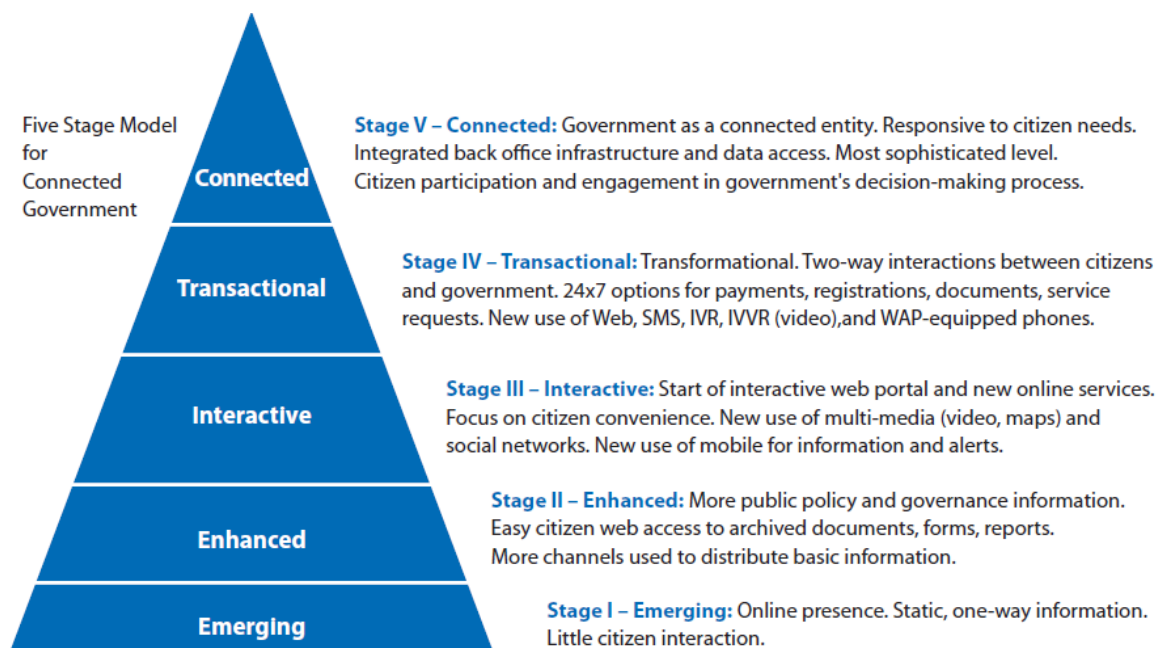 Five Stage Model
for
Connected
Government
Connected
Stage V – Connected: Government as a connected entity. Responsive to citizen needs.
Integrated back office infrastructure and data access. Most sophisticated level.
Citizen participation and engagement in government's decision-making process.
Transactional
Stage IV – Transactional: Transformational. Two-way interactions between citizens
and government. 24x7 options for payments, registrations, documents, service
requests. New use of Web, SMS, IVR, IVVR (video),and WAP-equipped phones.
Interactive
Stage III – Interactive: Start of interactive web portal and new online services.
Focus on citizen convenience. New use of multi-media (video, maps) and
social networks. New use of mobile for information and alerts.
Enhanced
Stage II – Enhanced: More public policy and governance information.
Easy citizen web access to archived documents, forms, reports.
More channels used to distribute basic information.
Emerging
Stage I – Emerging: Online presence. Static, one-way information.
Little citizen interaction.